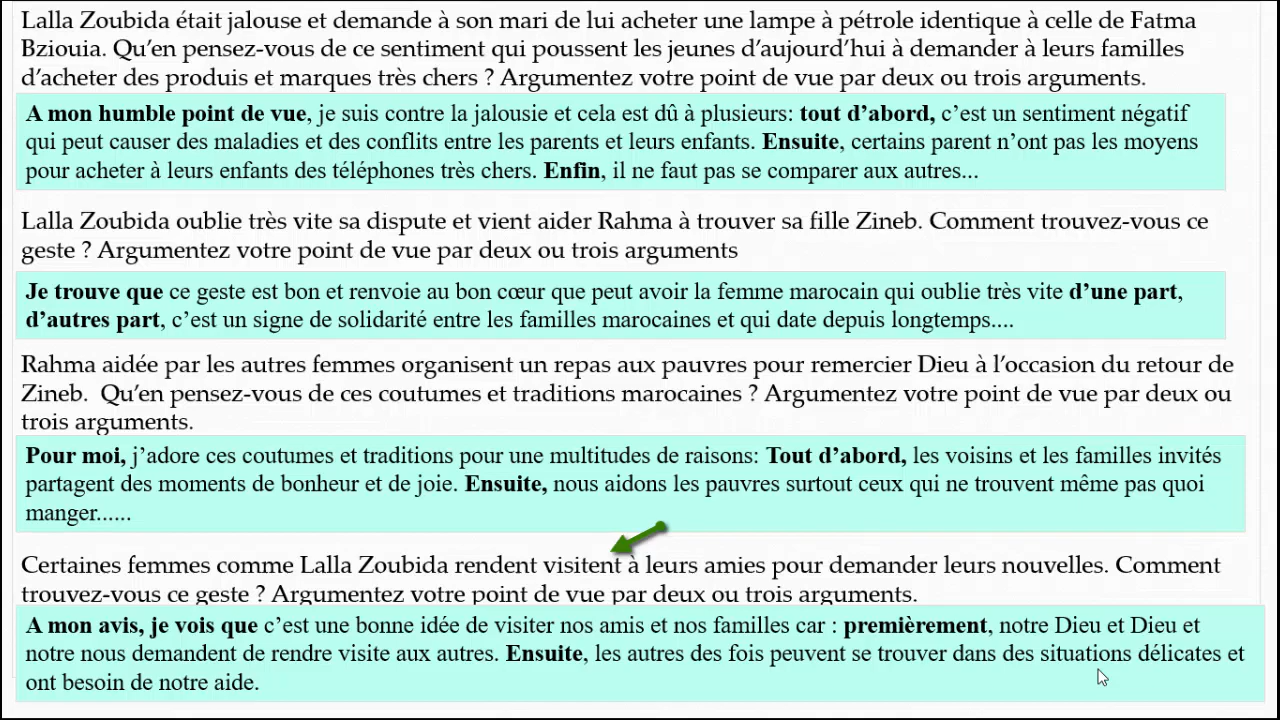 Lalla Zoubida était jalouse et demande à son mari de lui acheter une lampe à pétrole identique à celle de Fatma
Bziouia. Qu'en pensez-vous de ce sentiment qui poussent les jeunes d'aujourd'hui à demander à leurs familles
d'acheter des produis et marques très chers ? Argumentez votre point de vue par deux ou trois arguments.
A mon humble point de vue, je suis contre la jalousie et cela est dû à plusieurs: tout d'abord, c'est un sentiment négatif
qui peut causer des maladies et des conflits entre les parents et leurs enfants. Ensuite, certains parent n'ont pas les moyens
pour acheter à leurs enfants des téléphones très chers. Enfin, il ne faut pas se comparer aux autres...
Lalla Zoubida oublie très vite sa dispute et vient aider Rahma à trouver sa fille Zineb. Comment trouvez-vous ce
geste ? Argumentez votre point de vue par deux ou trois arguments
Je trouve que ce geste est bon et renvoie au bon cœur que peut avoir la femme marocain qui oublie très vite d'une part,
d'autres part, c'est un signe de solidarité entre les familles marocaines et qui date depuis longtemps....
Rahma aidée par les autres femmes organisent un repas aux pauvres pour remercier Dieu à l'occasion du retour de
Zineb. Qu'en pensez-vous de ces coutumes et traditions marocaines ? Argumentez votre point de vue par deux ou
trois arguments.
Pour moi, j'adore ces coutumes et traditions pour une multitudes de raisons: Tout d'abord, les voisins et les familles invités
partagent des moments de bonheur et de joie. Ensuite, nous aidons les pauvres surtout ceux qui ne trouvent même pas quoi
manger......
Certaines femmes comme Lalla Zoubida rendent visitent à leurs amies pour demander leurs nouvelles. Comment
trouvez-vous ce geste ? Argumentez votre point de vue par deux ou trois arguments.
A mon avis, je vois que c'est une bonne idée de visiter nos amis et nos familles car : premièrement, notre Dieu et Dieu et
notre nous demandent de rendre visite aux autres. Ensuite, les autres des fois peuvent se trouver dans des situations délicates et
ont besoin de notre aide.